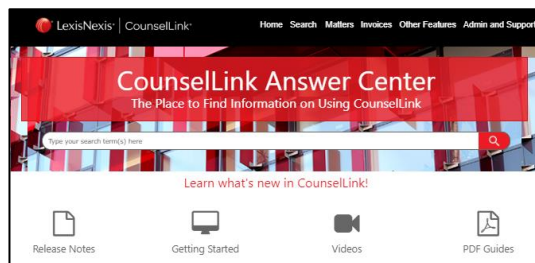 LexisNexis® | CounselLink®
Home Search Matters Invoices Other Features Admin and Support
CounselLink Answer Center
The Place to Find Information on Using CounselLink
Type your search term(s) here
Learn what's new in CounselLink!
Release Notes Getting Started Videos PDF Guides